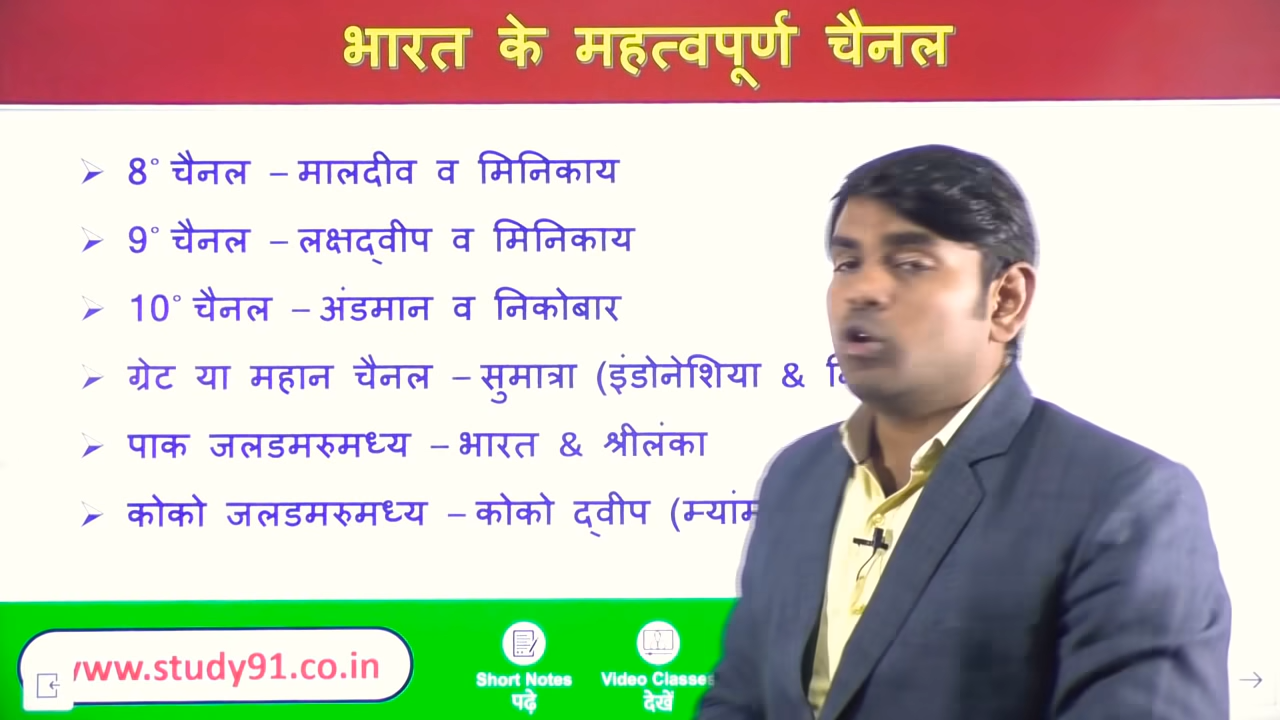 भारत के महत्वपूर्ण चैनल
8° चैनल – मालदीव व मिनिकाय
9° चैनल – लक्षद्वीप व मिनिकाय
10° चैनल – अंडमान व निकोबार
ग्रेट या महान चैनल – सुमात्रा (इंडोनेशिया &
पाक जलडमरुमध्य – भारत & श्रीलंका
कोको जलडमरुमध्य – कोको द्वीप
www.study91.co.in
Short Notes
पढ़े
Video Classes
देखें